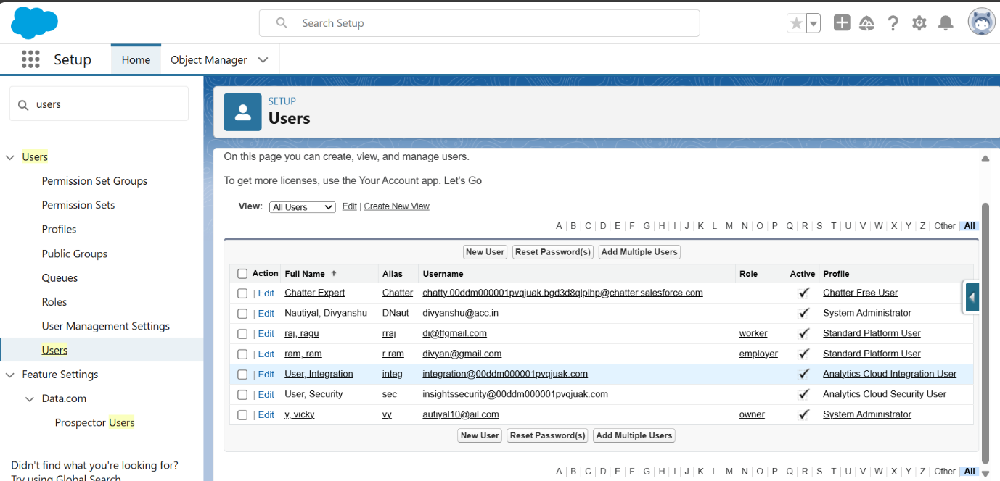 Search Setup
Setup Home Object Manager
users
Users
Permission Set Groups
Permission Sets
Profiles
Public Groups
Queues
Roles
User Management Settings
Users
Feature Settings
Data.com
Prospector Users
Didn't find what you're looking for?
Try using Global Search
SETUP
Users
On this page you can create, view, and manage users.
To get more licenses, use the Your Account app. Let's Go
View: All Users Edit | Create New View
A B C D E F G H I J K L M N O P Q R S T U V W X Y Z Other All
New User Reset Password(s) Add Multiple Users
Action Full Name ↑ Alias Username Role Active Profile
| Edit Chatter Expert Chatter chatty.00ddm000001pvqjuak.bgd3d8qlplhp@chatter.salesforce.com ✓ Chatter Free User
| Edit Nautiyal, Divyanshu DNaut divyanshu@acc.in ✓ System Administrator
| Edit raj, ragu rraj di@ffgmail.com worker ✓ Standard Platform User
| Edit ram, ram r ram divyan@gmail.com employer ✓ Standard Platform User
| Edit User, Integration integ integration@00ddm000001pvqjuak.com ✓ Analytics Cloud Integration User
| Edit User, Security sec insightssecurity@00ddm000001pvqjuak.com ✓ Analytics Cloud Security User
| Edit y, vicky vy autiyal10@ail.com owner ✓ System Administrator
New User Reset Password(s) Add Multiple Users
A B C D E F G H I J K L M N O P Q R S T U V W X Y Z Other All